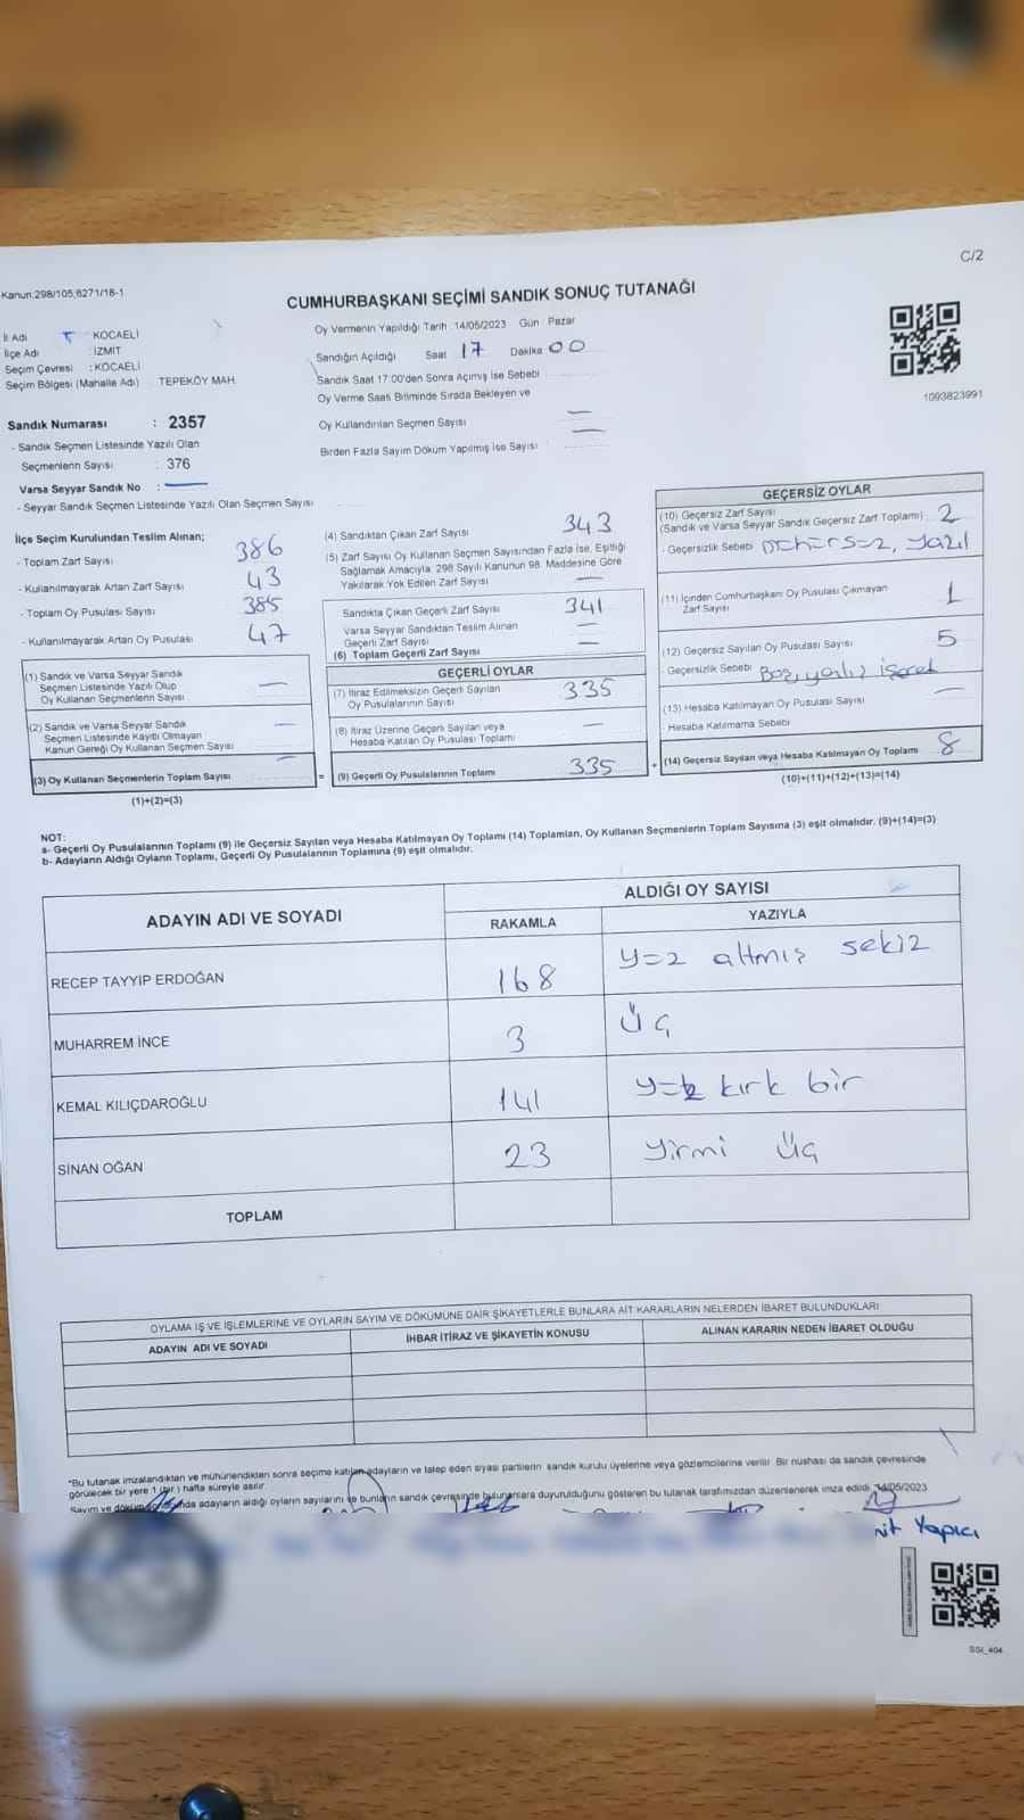 C/2
Kanun:298/105,6271/18-1
CUMHURBAŞKANI SEÇİMİ SANDIK SONUÇ TUTANAĞI
İl Adı KOCAELİ
İlçe Adı İZMİT
Seçim Çevresi : KOCAELİ
Seçim Bölgesi (Mahalle Adı) TEPEKÖY MAH.
Sandık Numarası : 2357
- Sandık Seçmen Listesinde Yazılı Olan
Seçmenlerin Sayısı : 376
Varsa Seyyar Sandık No :
- Seyyar Sandık Seçmen Listesinde Yazılı Olan Seçmen Sayısı
Oy Vermenin Yapıldığı Tarih 14/05/2023 Gün Pazar
Sandığın Açıldığı Saat 17 Dakika 00
Sandık Saat 17:00'den Sonra Açılmış İse Sebebi
Oy Verme Saati Bitiminde Sırada Bekleyen ve
Oy Kullandırılan Seçmen Sayısı
Birden Fazla Sayım Döküm Yapılmış İse Sayısı
1093823991
İlçe Seçim Kurulundan Teslim Alınan;
- Toplam Zarf Sayısı 386
- Kullanılmayarak Artan Zarf Sayısı 43
- Toplam Oy Pusulası Sayısı 385
- Kullanılmayarak Artan Oy Pusulası 47
(1) Sandık ve Varsa Seyyar Sandık
Seçmen Listesinde Yazılı Olup
Oy Kullanan Seçmenlerin Sayısı
(2) Sandık ve Varsa Seyyar Sandık
Seçmen Listesinde Kayıtlı Olmayan
Kanun Gereği Oy Kullanan Seçmen Sayısı
(3) Oy Kullanan Seçmenlerin Toplam Sayısı
(1)+(2)=(3)
(4) Sandıktan Çıkan Zarf Sayısı 343
(5) Zarf Sayısı Oy Kullanan Seçmen Sayısından Fazla İse, Eşitliği
Sağlamak Amacıyla 298 Sayılı Kanunun 98. Maddesine Göre
Yakılarak Yok Edilen Zarf Sayısı
Sandıkta Çıkan Geçerli Zarf Sayısı 341
Varsa Seyyar Sandıktan Teslim Alınan
Geçerli Zarf Sayısı
(6) Toplam Geçerli Zarf Sayısı
GEÇERLİ OYLAR
(7) İtiraz Edilmeksizin Geçerli Sayılan
Oy Pusulalarının Sayısı 335
(8) İtiraz Üzerine Geçerli Sayılan veya
Hesaba Katılan Oy Pusulası Toplamı
= (9) Geçerli Oy Pusulalarının Toplamı 335
GEÇERSİZ OYLAR
(10) Geçersiz Zarf Sayısı
(Sandık ve Varsa Seyyar Sandık Geçersiz Zarf Toplamı) 2
- Geçersizlik Sebebi
(11) İçinden Cumhurbaşkanı Oy Pusulası Çıkmayan
Zarf Sayısı 1
(12) Geçersiz Sayılan Oy Pusulası Sayısı 5
- Geçersizlik Sebebi Boş, yanlış işaret
(13) Hesaba Katılmayan Oy Pusulası Sayısı
- Hesaba Katılmama Sebebi
+ (14) Geçersiz Sayılan veya Hesaba Katılmayan Oy Toplamı 8
(10)+(11)+(12)+(13)=(14)
NOT:
a- Geçerli Oy Pusulalarının Toplamı (9) ile Geçersiz Sayılan veya Hesaba Katılmayan Oy Toplamı (14) Toplamları, Oy Kullanan Seçmenlerin Toplam Sayısına (3) eşit olmalıdır. (9)+(14)=(3)
b- Adayların Aldığı Oyların Toplamı, Geçerli Oy Pusulalarının Toplamına (9) eşit olmalıdır.
ADAYIN ADI VE SOYADI ALDIĞI OY SAYISI
RAKAMLA YAZIYLA
RECEP TAYYİP ERDOĞAN 168 yüz altmış sekiz
MUHARREM İNCE 3 üç
KEMAL KILIÇDAROĞLU 141 yüz kırk bir
SİNAN OĞAN 23 yirmi üç
TOPLAM
OYLAMA İŞ VE İŞLEMLERİNE VE OYLARIN SAYIM VE DÖKÜMÜNE DAİR ŞİKAYETLERLE BUNLARA AİT KARARLARIN NELERDEN İBARET BULUNDUKLARI
ADAYIN ADI VE SOYADI İHBAR İTİRAZ VE ŞİKAYETİN KONUSU ALINAN KARARIN NEDEN İBARET OLDUĞU
*Bu tutanak imzalandıktan ve mühürlendikten sonra seçime katılan adayların ve talep eden siyasi partilerin sandık kurulu üyelerine veya gözlemcilerine verilir. Bir nüshası da sandık çevresinde
görülecek bir yere 1 (bir) hafta süreyle asılır
Sayım ve adayların aldığı oyların sayılarını ve bunların sandık çevresinde bulunanlara duyurulduğunu gösteren bu tutanak tarafımızdan düzenlenerek imza edildi. 14/05/2023
nit Yapıcı
SGİ_404